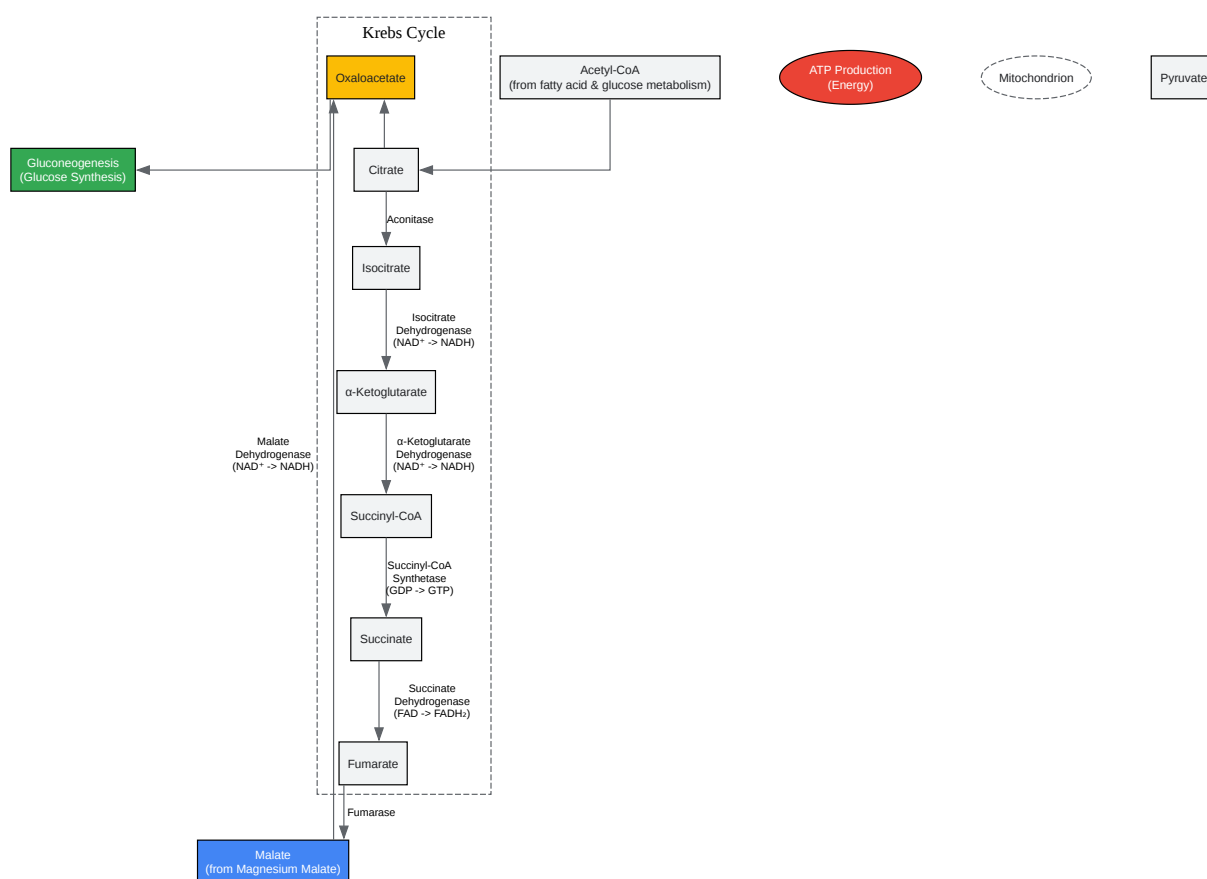 Krebs Cycle
Oxaloacetate
Acetyl-CoA
(from fatty acid & glucose metabolism)
ATP Production
(Energy)
Mitochondrion
Pyruvate
Gluconeogenesis
(Glucose Synthesis)
Citrate
Aconitase
Isocitrate
Isocitrate
Dehydrogenase
(NAD⁺ -> NADH)
α-Ketoglutarate
Malate
Dehydrogenase
(NAD⁺ -> NADH)
α-Ketoglutarate
Dehydrogenase
(NAD⁺ -> NADH)
Succinyl-CoA
Succinyl-CoA
Synthetase
(GDP -> GTP)
Succinate
Succinate
Dehydrogenase
(FAD -> FADH₂)
Fumarate
Fumarase
Malate
(from Magnesium Malate)